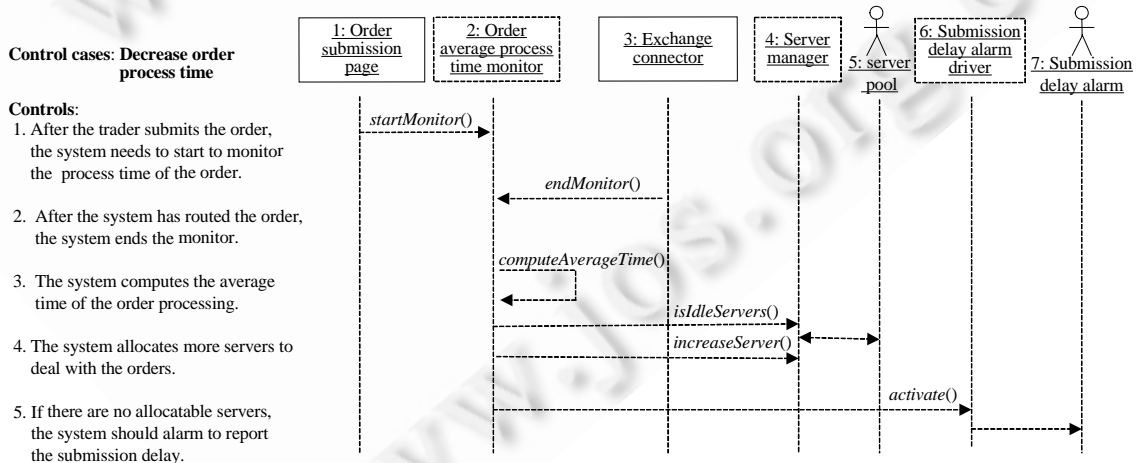 Control cases: Decrease order
process time
Controls:
1. After the trader submits the order,
the system needs to start to monitor
the process time of the order.
2. After the system has routed the order,
the system ends the monitor.
3. The system computes the average
time of the order processing.
4. The system allocates more servers to
deal with the orders.
5. If there are no allocatable servers,
the system should alarm to report
the submission delay.
1: Order
submission
page
2: Order
average process
time monitor
3: Exchange
connector
4: Server
manager
5: server
pool
6: Submission
delay alarm
driver
7: Submission
delay alarm
startMonitor()
endMonitor()
computeAverageTime()
isIdleServers()
increaseServer()
activate()
www.jos.org